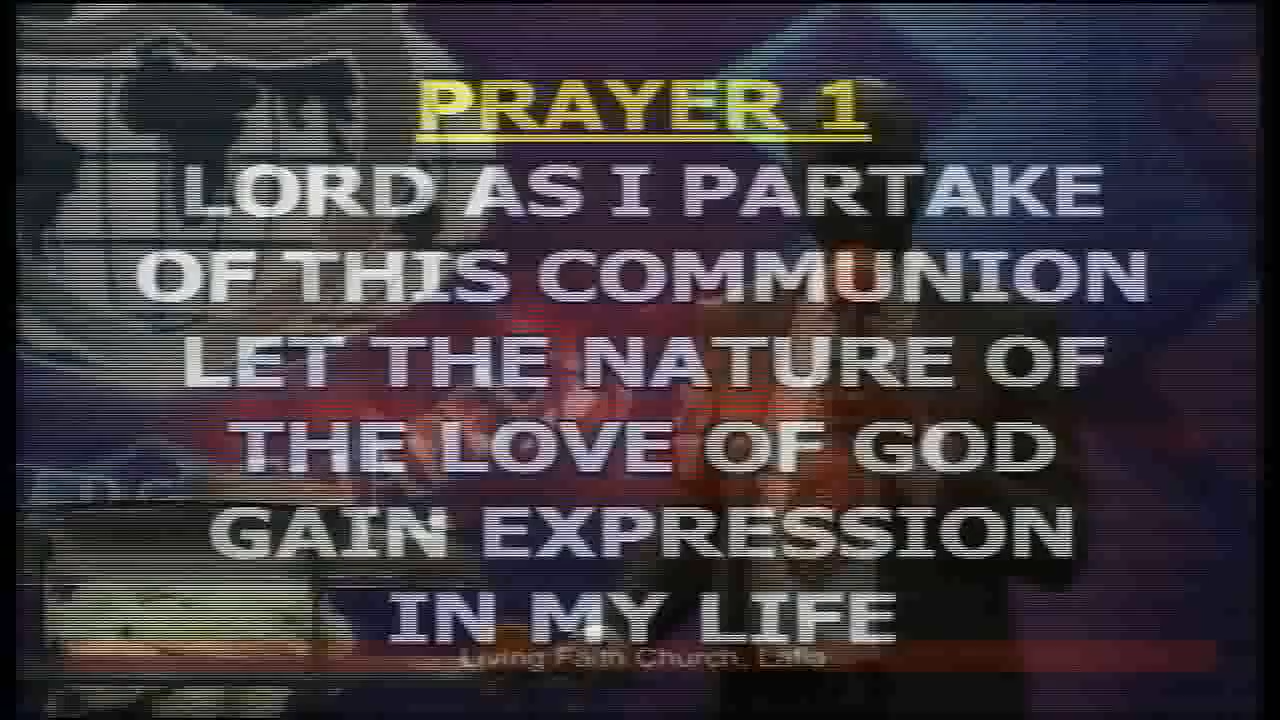 PRAYER 1
LORD AS I PARTAKE
OF THIS COMMUNION
LET THE NATURE OF
THE LOVE OF GOD
GAIN EXPRESSION
IN MY LIFE
Living Faith Church, Lafia